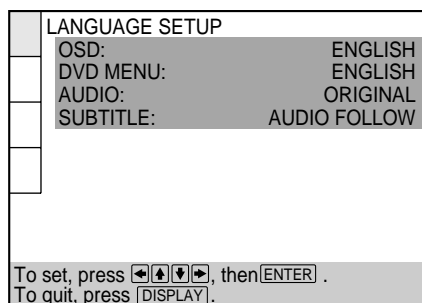 LANGUAGE SETUP
OSD: ENGLISH
DVD MENU: ENGLISH
AUDIO: ORIGINAL
SUBTITLE: AUDIO FOLLOW
To set, press ←↑↓→, then ENTER .
To quit, press DISPLAY.